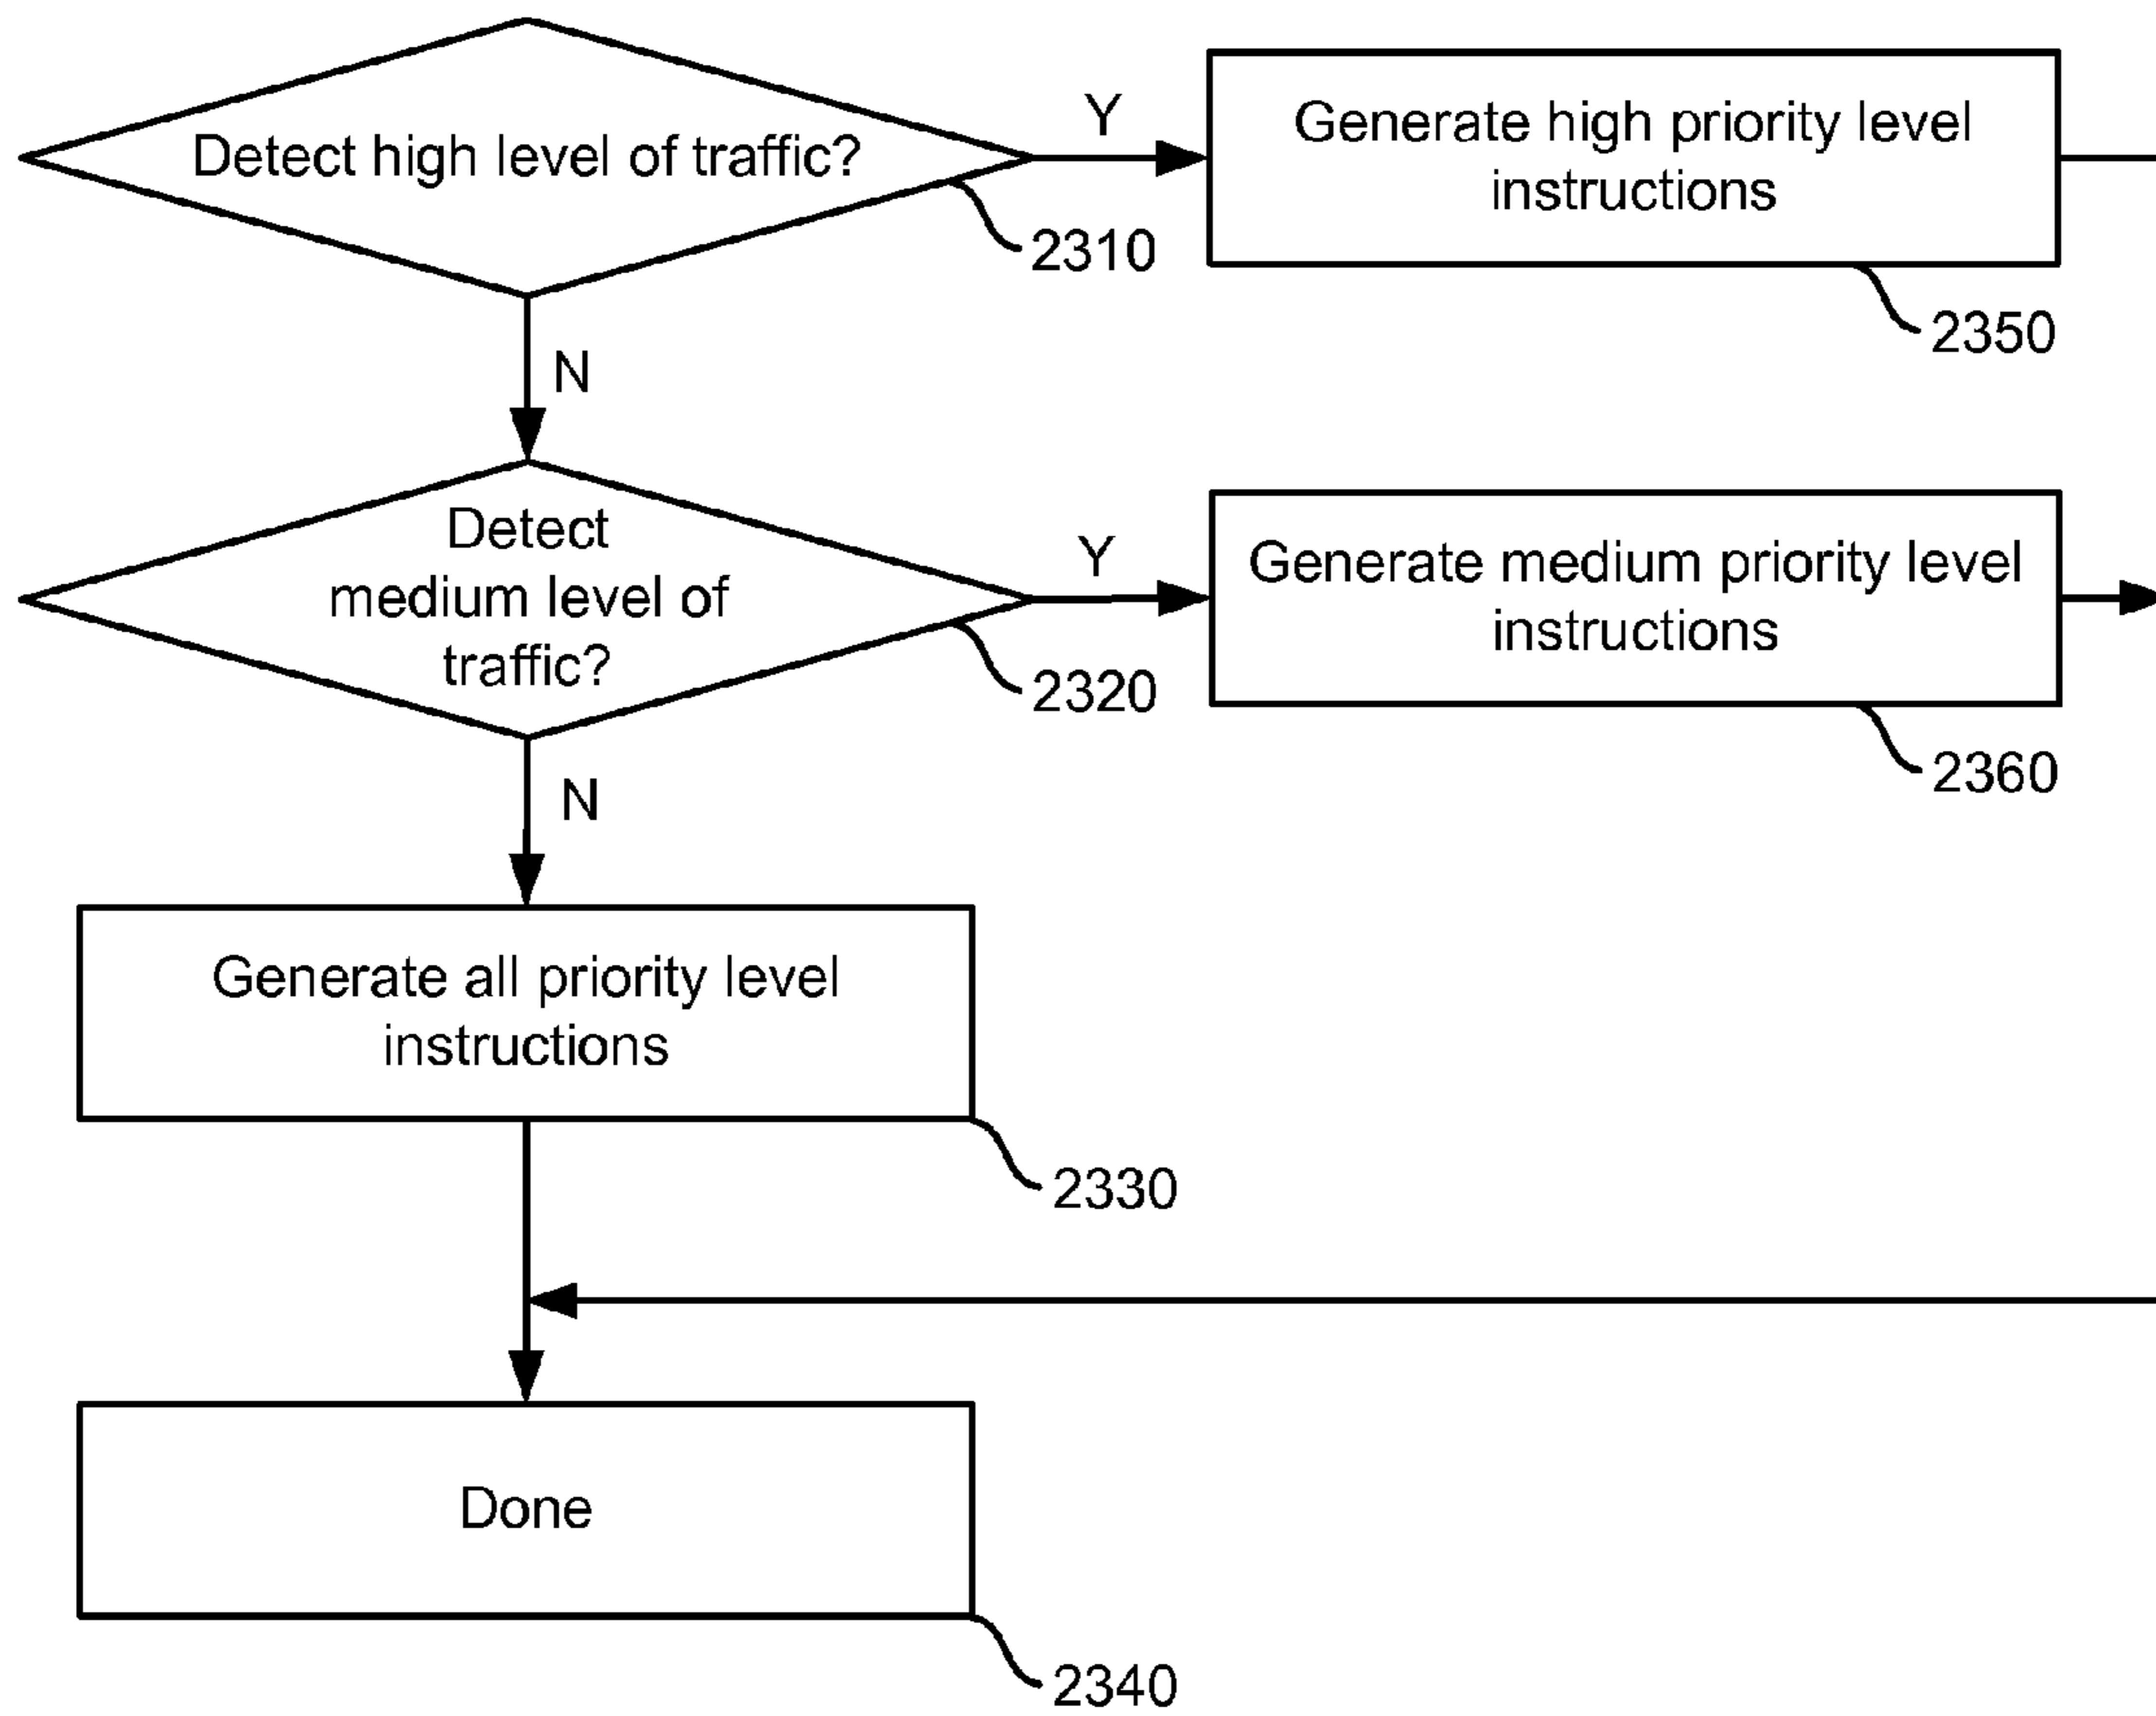 Detect high level of traffic?
Y
Generate high priority level
instructions
2310
2350
N
Detect
medium level of
traffic?
Y
Generate medium priority level
instructions
2320
2360
N
Generate all priority level
instructions
2330
Done
2340